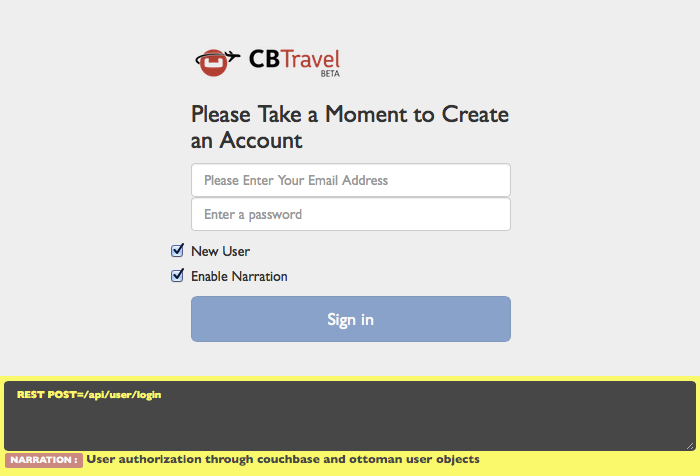 CBTravel
BETA
Please Take a Moment to Create
an Account
Please Enter Your Email Address
Enter a password
New User
Enable Narration
Sign in
REST POST=/api/user/login
NARRATION : User authorization through couchbase and ottoman user objects